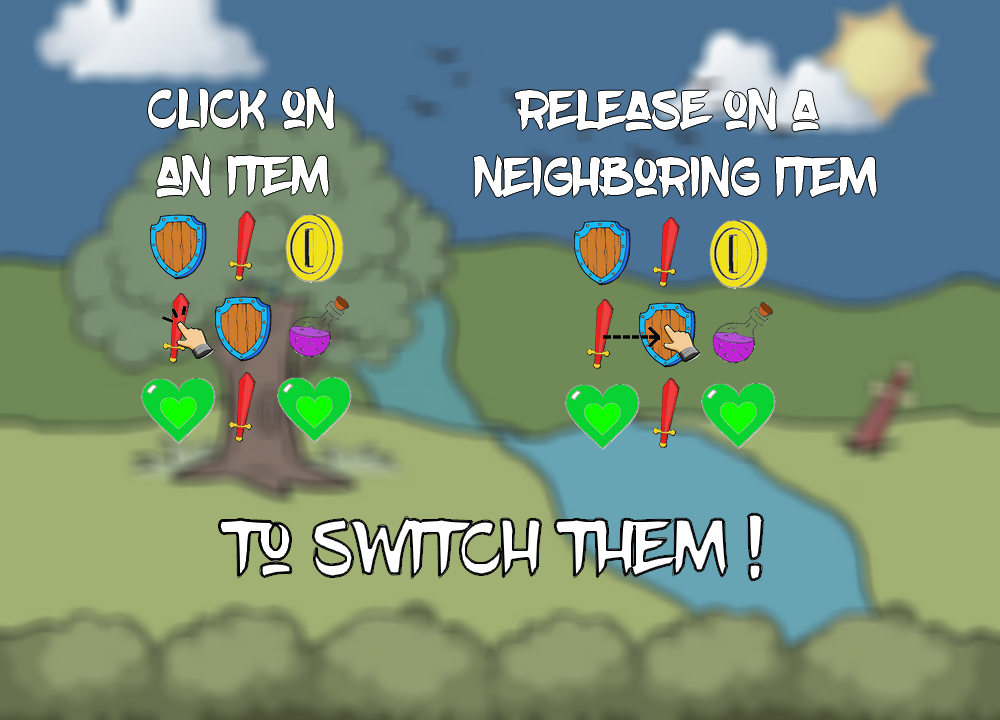 CLICK ON
AN ITEM
RELEASE ON A
NEIGHBORING ITEM
TO SWITCH THEM !